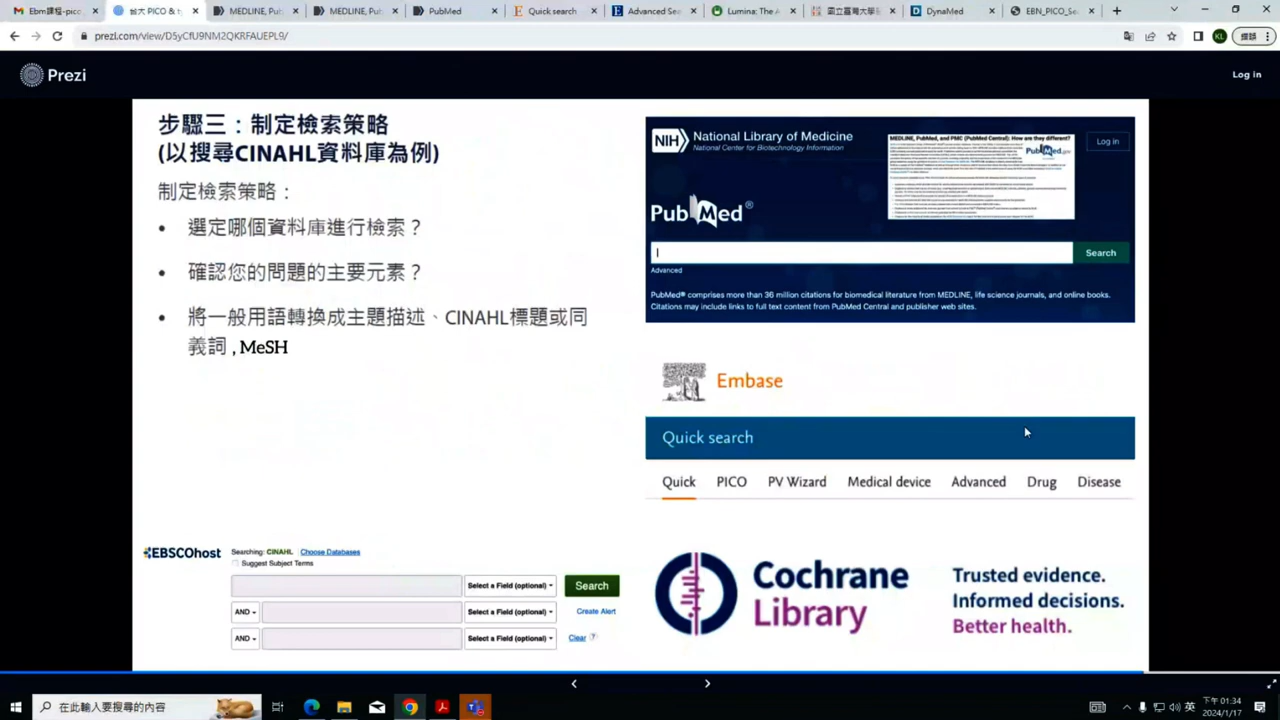 Ebm課程-pico
台大 PICO & 
MEDLINE, Pub
MEDLINE, Pub
PubMed
Quick search
Advanced Sea
Lumina: The A
國立臺灣大學
DynaMed
EBN_PICO_Se
prezi.com/view/D5yCfU9NM2QKRFAUEPL9/
KL
Prezi
Log in
步驟三：制定檢索策略
(以搜尋CINAHL資料庫為例)
制定檢索策略：
• 選定哪個資料庫進行檢索？
• 確認您的問題的主要元素？
• 將一般用語轉換成主題描述、CINAHL標題或同
義詞 , MeSH
NIH National Library of Medicine
National Center for Biotechnology Information
MEDLINE, PubMed, and PMC (PubMed Central): How are they different?
PubMed.gov
Log in
PubMed®
Search
Advanced
PubMed® comprises more than 36 million citations for biomedical literature from MEDLINE, life science journals, and online books.
Citations may include links to full text content from PubMed Central and publisher web sites.
Embase
Quick search
Quick PICO PV Wizard Medical device Advanced Drug Disease
EBSCOhost
Searching: CINAHL Choose Databases
Suggest Subject Terms
Select a Field (optional) Search
AND Select a Field (optional) Create Alert
AND Select a Field (optional) Clear ?
Cochrane
Library
Trusted evidence.
Informed decisions.
Better health.
在此輸入要搜尋的內容
英
下午 01:34
2024/1/17